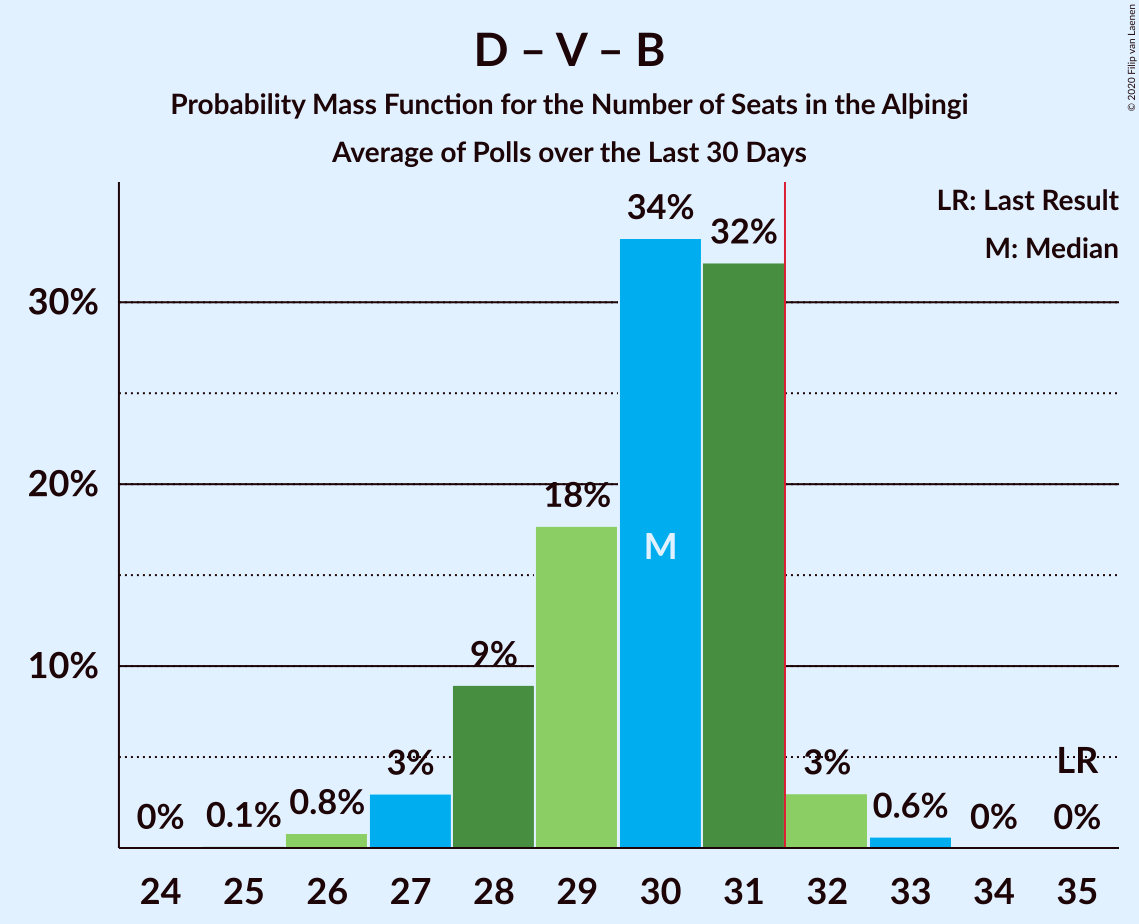 D – V – B
Probability Mass Function for the Number of Seats in the Alþingi
Average of Polls over the Last 30 Days
© 2020 Filip van Laenen
LR: Last Result
M: Median
34%
32%
30%
20%
18%
M
10%
9%
3%
3%
LR
0%
0.1%
0.8%
0.6%
0%
0%
24 25 26 27 28 29 30 31 32 33 34 35